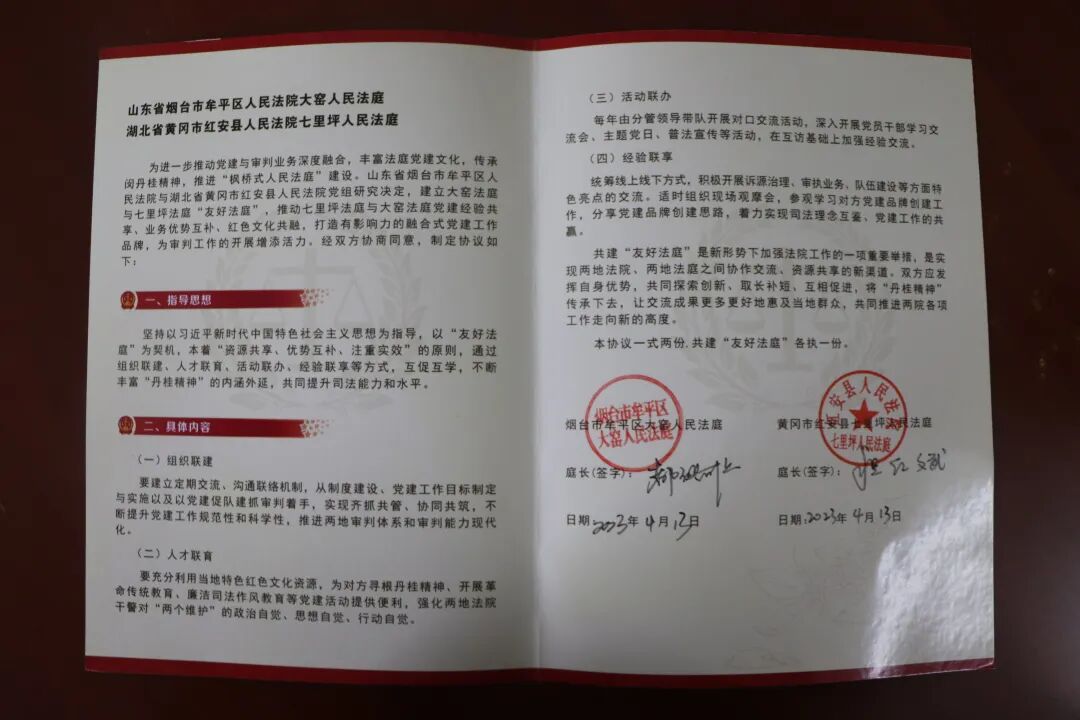 山东省烟台市牟平区人民法院大窑人民法庭
湖北省黄冈市红安县人民法院七里坪人民法庭
为进一步推动党建与审判业务深度融合，丰富法庭党建文化，传承
闵丹桂精神，推进“枫桥式人民法庭”建设。山东省烟台市牟平区人
民法院与湖北省黄冈市红安县人民法院党组研究决定，建立大窑法庭
与七里坪法庭“友好法庭”，推动七里坪法庭与大窑法庭党建经验共
享、业务优势互补、红色文化共融，打造有影响力的融合式党建工作
品牌，为审判工作的开展增添活力。经双方协商同意，制定协议如
下：
一、指导思想
坚持以习近平新时代中国特色社会主义思想为指导，以“友好法
庭”为契机，本着“资源共享、优势互补、注重实效”的原则，通过
组织联建、人才联育、活动联办、经验联享等方式，互促互学，不断
丰富“丹桂精神”的内涵外延，共同提升司法能力和水平。
二、具体内容
（一）组织联建
要建立定期交流、沟通联络机制，从制度建设、党建工作目标制定
与实施以及以党建促队建抓审判着手，实现齐抓共管、协同共筑，不
断提升党建工作规范性和科学性，推进两地审判体系和审判能力现代
化。
（二）人才联育
要充分利用当地特色红色文化资源，为对方寻根丹桂精神、开展革
命传统教育、廉洁司法作风教育等党建活动提供便利，强化两地法院
干警对“两个维护”的政治自觉、思想自觉、行动自觉。
（三）活动联办
每年由分管领导带队开展对口交流活动，深入开展党员干部学习交
流会、主题党日、普法宣传等活动，在互访基础上加强经验交流。
（四）经验联享
统筹线上线下方式，积极开展诉源治理、审执业务、队伍建设等方面特
色亮点的交流。适时组织现场观摩会，参观学习对方党建品牌创建工
作，分享党建品牌创建思路，着力实现司法理念互鉴、党建工作的共
赢。
共建“友好法庭”是新形势下加强法院工作的一项重要举措，是实
现两地法院、两地法庭之间协作交流、资源共享的新渠道。双方应发
挥自身优势，共同探索创新、取长补短、互相促进，将“丹桂精神”
传承下去，让交流成果更多更好地惠及当地群众，共同推进两院各项
工作走向新的高度。
本协议一式两份，共建“友好法庭”各执一份。
烟台市牟平区
大窑人民法庭
烟台市牟平区大窑人民法庭
庭长(签字)：
日期：2023年4月13日
红安县人民法院
七里坪人民法庭
黄冈市红安县七里坪人民法庭
庭长(签字)：
日期：2023年4月13日